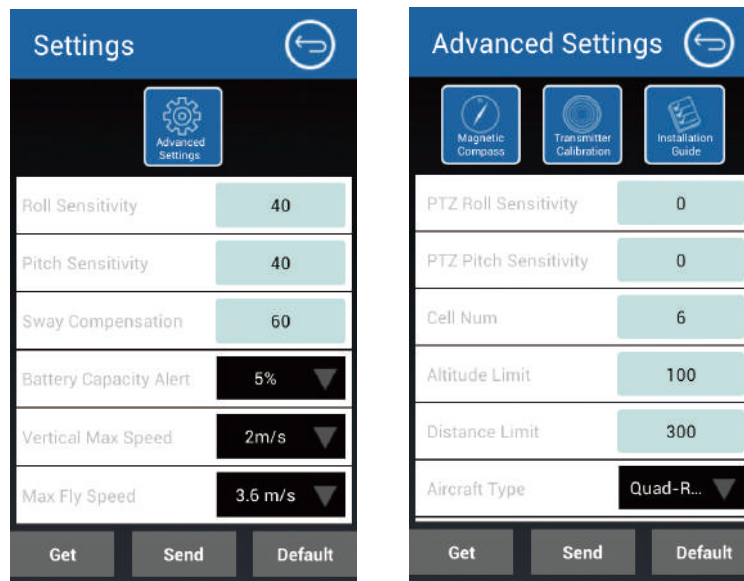 Settings
Advanced
Settings
Roll Sensitivity 40
Pitch Sensitivity 40
Sway Compensation 60
Battery Capacity Alert 5%
Vertical Max Speed 2m/s
Max Fly Speed 3.6 m/s
Get Send Default
Advanced Settings
Magnetic
Compass
Transmitter
Calibration
Installation
Guide
PTZ Roll Sensitivity 0
PTZ Pitch Sensitivity 0
Cell Num 6
Altitude Limit 100
Distance Limit 300
Aircraft Type Quad-R...
Get Send Default